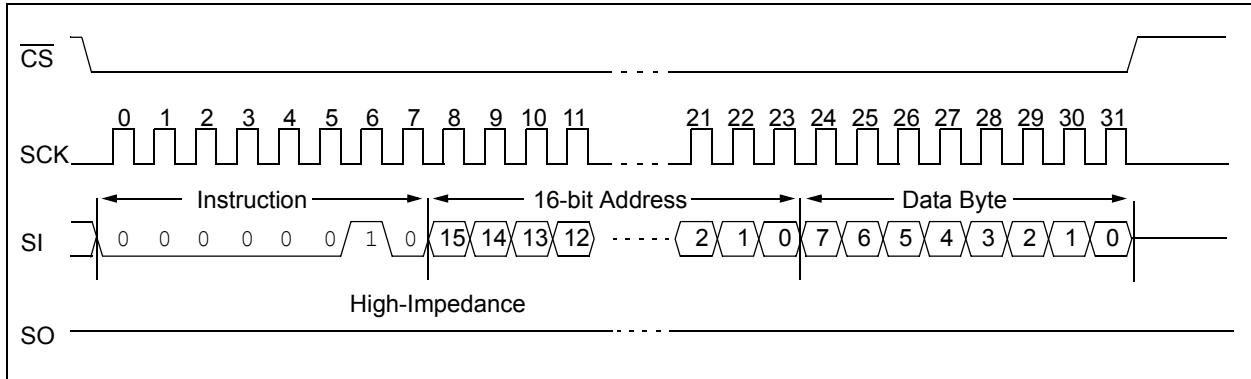 CS
0 1 2 3 4 5 6 7 8 9 10 11 21 22 23 24 25 26 27 28 29 30 31
SCK
Instruction 16-bit Address Data Byte
SI 0 0 0 0 0 0 1 0 15 14 13 12 2 1 0 7 6 5 4 3 2 1 0
High-Impedance
SO